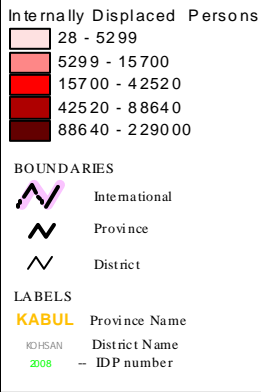 Internally Displaced Persons
28 - 5299
5299 - 15700
15700 - 42520
42520 - 88640
88640 - 229000
BOUNDARIES
International
Province
District
LABELS
KABUL Province Name
KOHSAN District Name
2008 -- IDP number